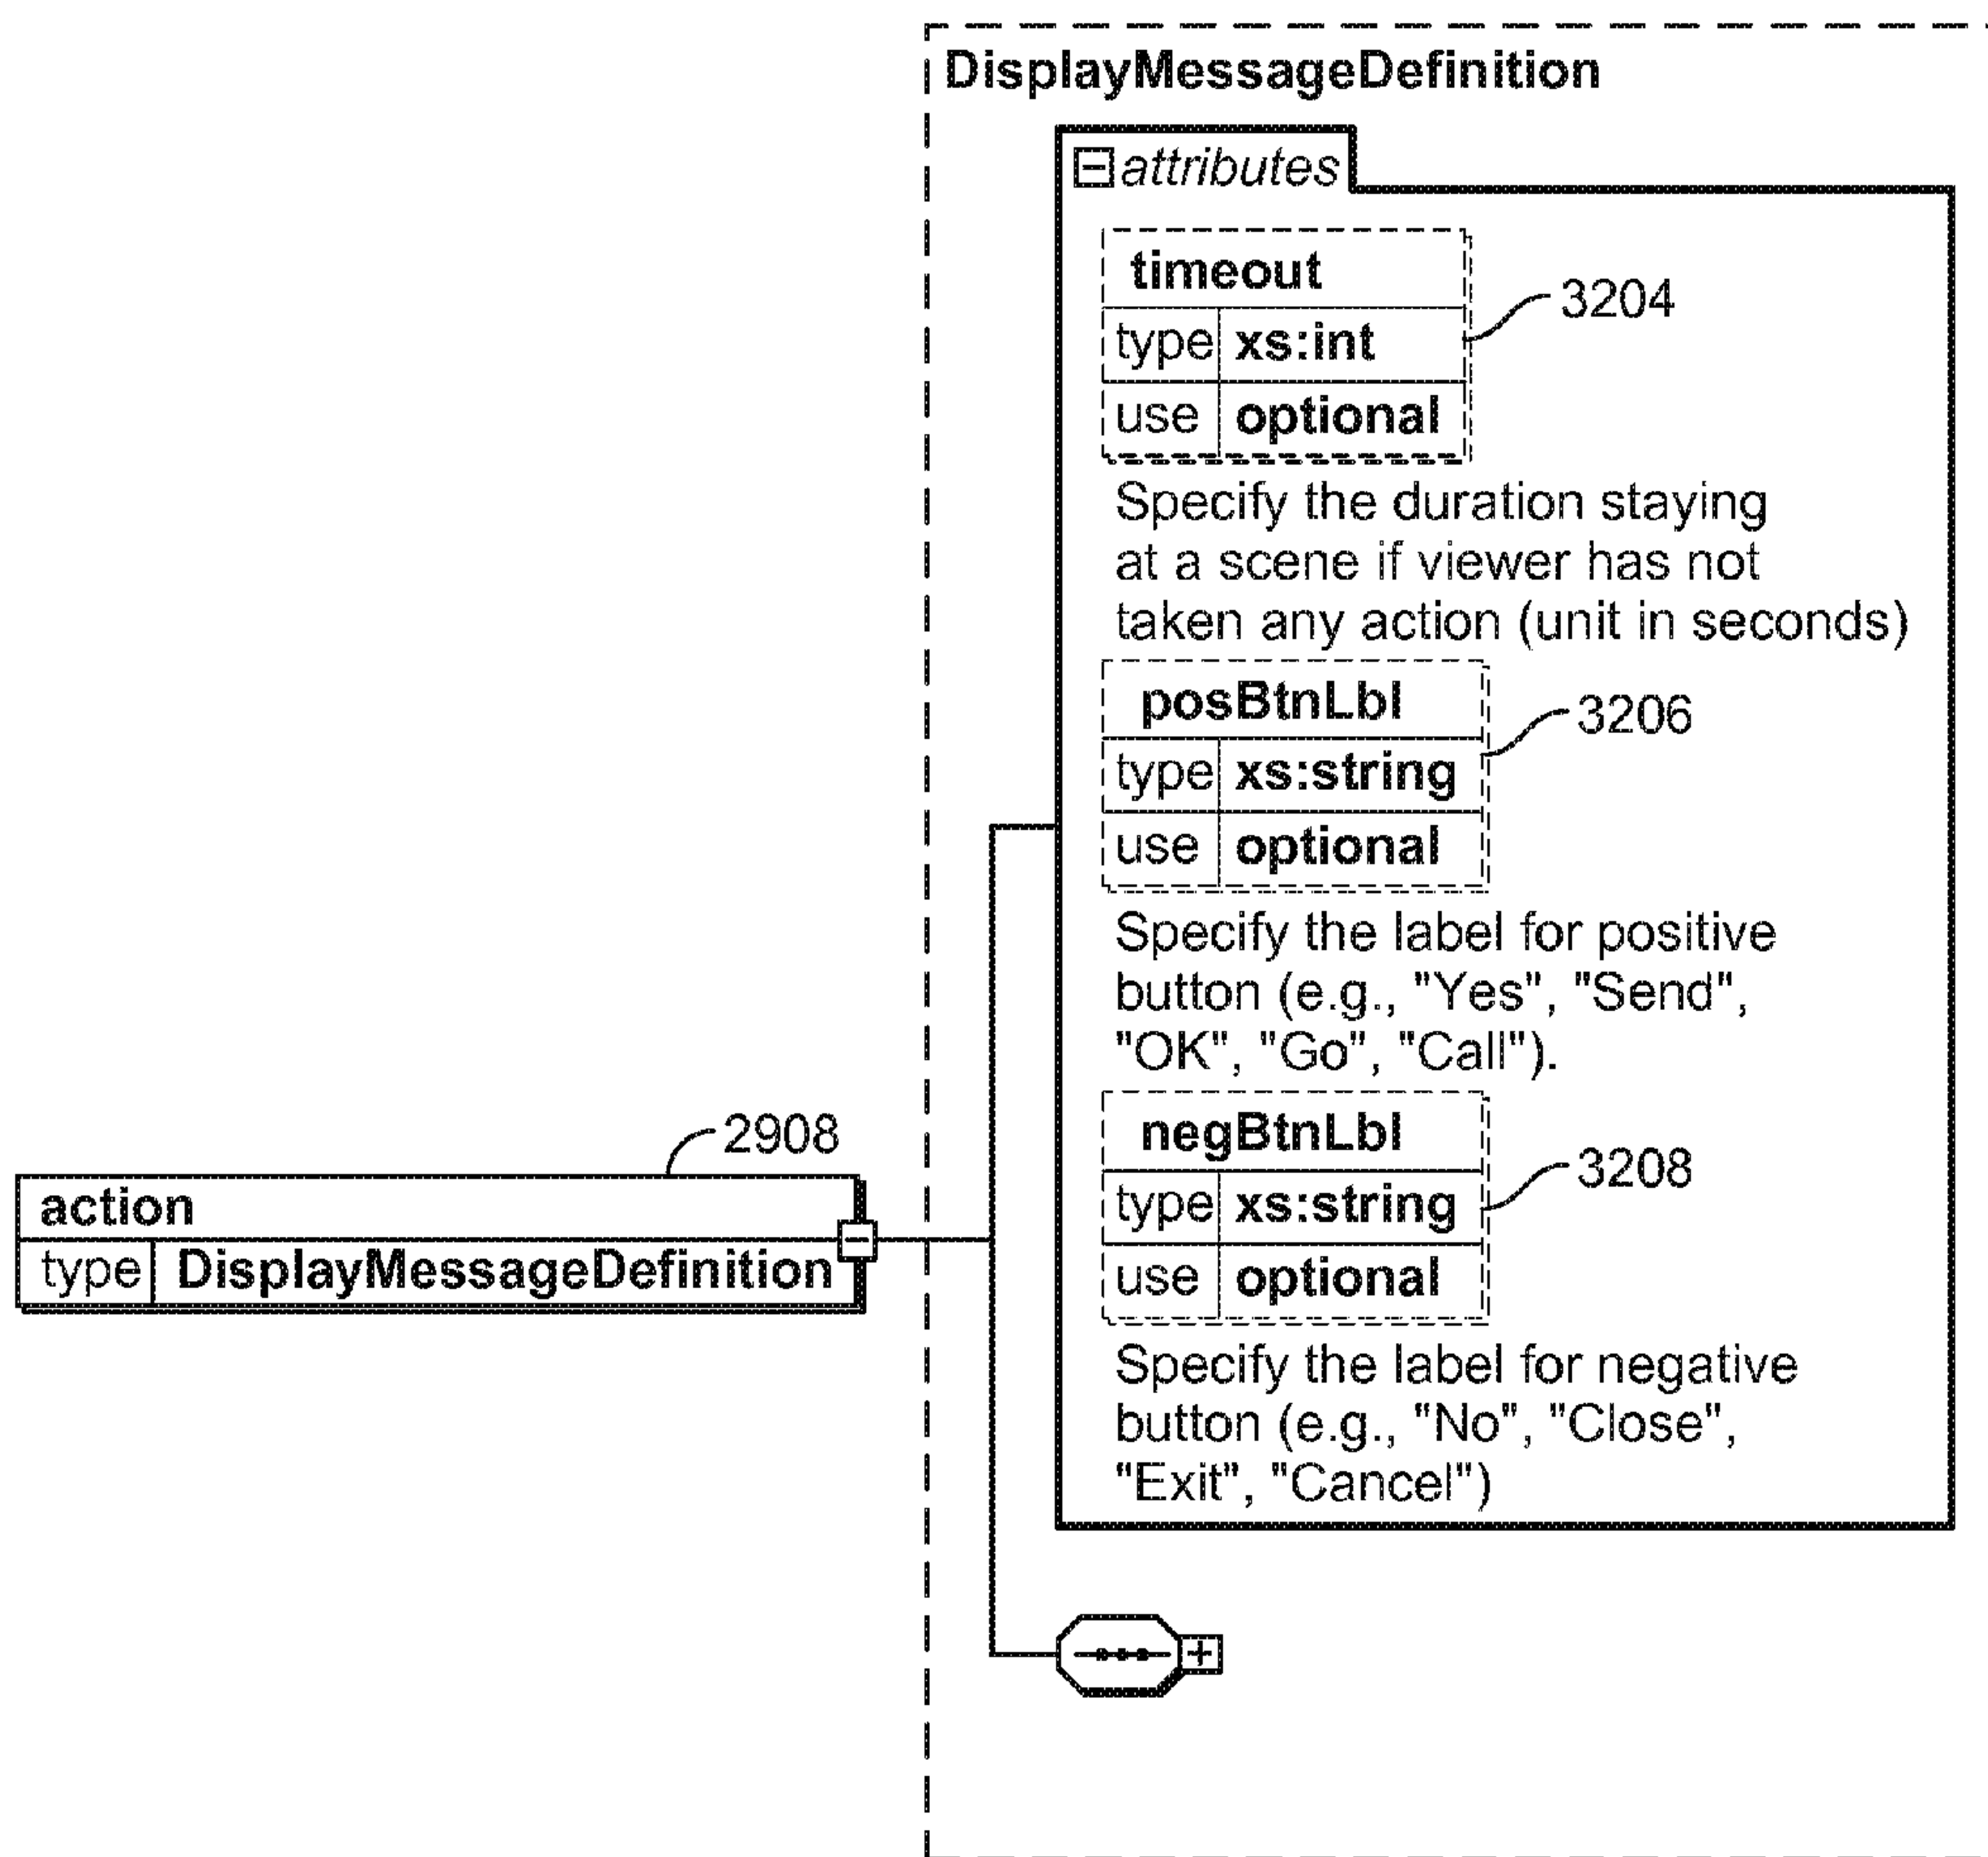 DisplayMessageDefinition
attributes
timeout
3204
type xs:int
use optional
Specify the duration staying
at a scene if viewer has not
taken any action (unit in seconds)
posBtnLbl
3206
type xs:string
use optional
Specify the label for positive
button (e.g., "Yes", "Send",
"OK", "Go", "Call").
negBtnLbl
3208
type xs:string
use optional
Specify the label for negative
button (e.g., "No", "Close",
"Exit", "Cancel")
2908
action
type DisplayMessageDefinition